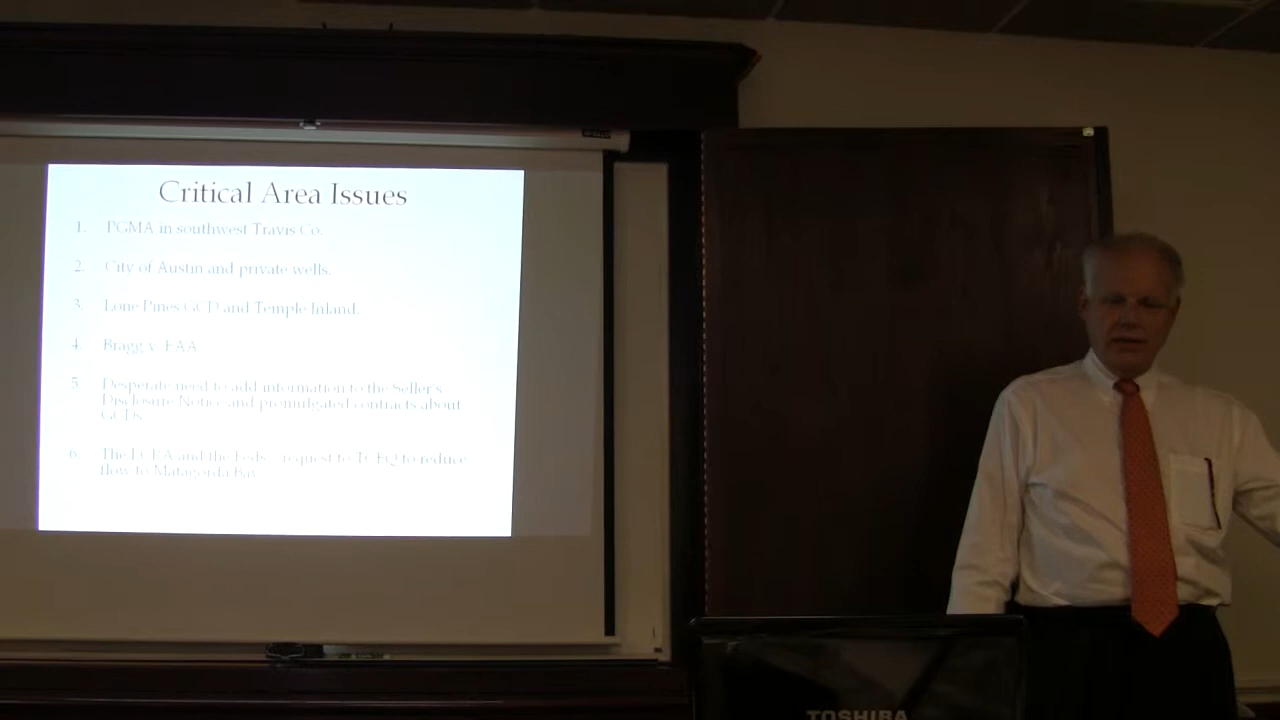 Critical Area Issues
1. PGMA in southwest Travis Co.
2. City of Austin and private wells.
3. Lone Pines GCD and Temple Inland.
4. Bragg v. EAA
5. Desperate need to add information to the Seller's
Disclosure Notice and promulgated contracts about
GCDs
6. The LCRA and the Feds request to TCEQ to reduce
flow to Matagorda Bay
TOSHIBA